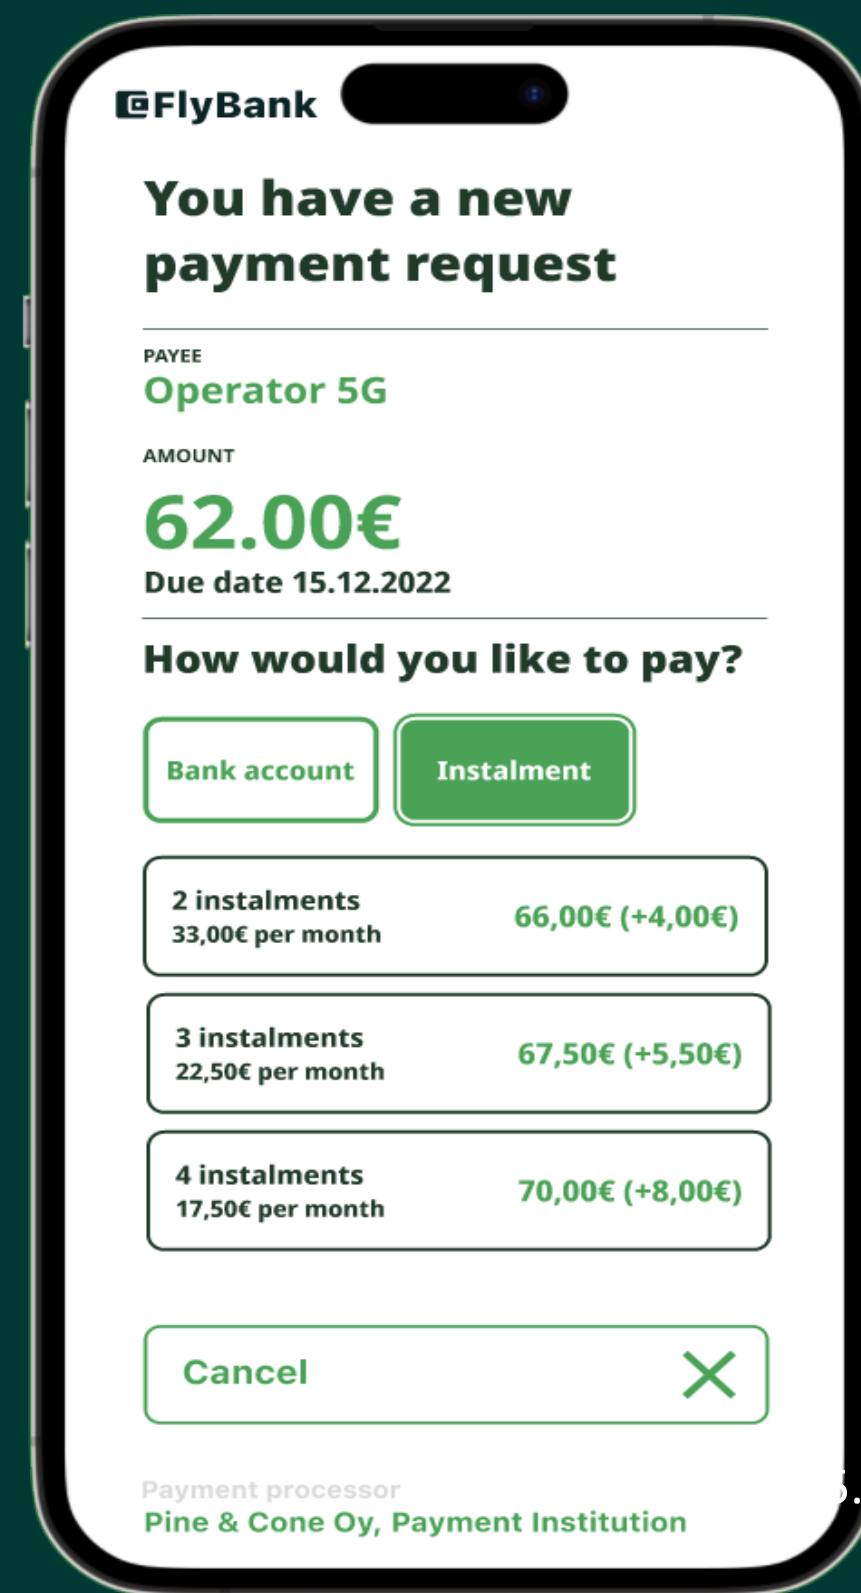 FlyBank
You have a new
payment request
PAYEE
Operator 5G
AMOUNT
62.00€
Due date 15.12.2022
How would you like to pay?
Bank account
Instalment
2 instalments
33,00€ per month
66,00€ (+4,00€)
3 instalments
22,50€ per month
67,50€ (+5,50€)
4 instalments
17,50€ per month
70,00€ (+8,00€)
Cancel
Payment processor
Pine & Cone Oy, Payment Institution